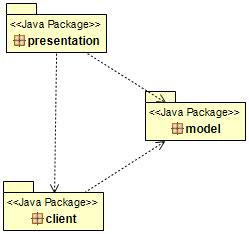 <<Java Package>>
presentation
<<Java Package>>
model
<<Java Package>>
client